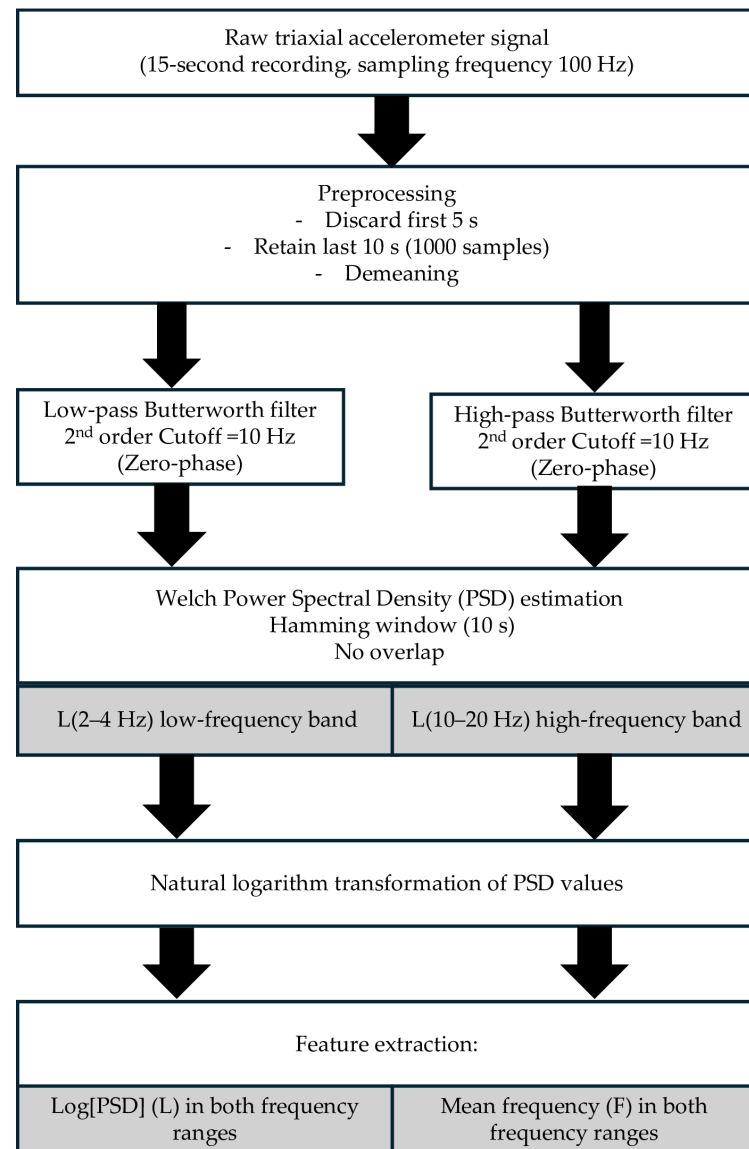 Raw triaxial accelerometer signal
(15-second recording, sampling frequency 100 Hz)
Preprocessing
- Discard first 5 s
- Retain last 10 s (1000 samples)
- Demeaning
Low-pass Butterworth filter
2nd order Cutoff =10 Hz
(Zero-phase)
High-pass Butterworth filter
2nd order Cutoff =10 Hz
(Zero-phase)
Welch Power Spectral Density (PSD) estimation
Hamming window (10 s)
No overlap
L(2–4 Hz) low-frequency band
L(10–20 Hz) high-frequency band
Natural logarithm transformation of PSD values
Feature extraction:
Log[PSD] (L) in both frequency
ranges
Mean frequency (F) in both
frequency ranges